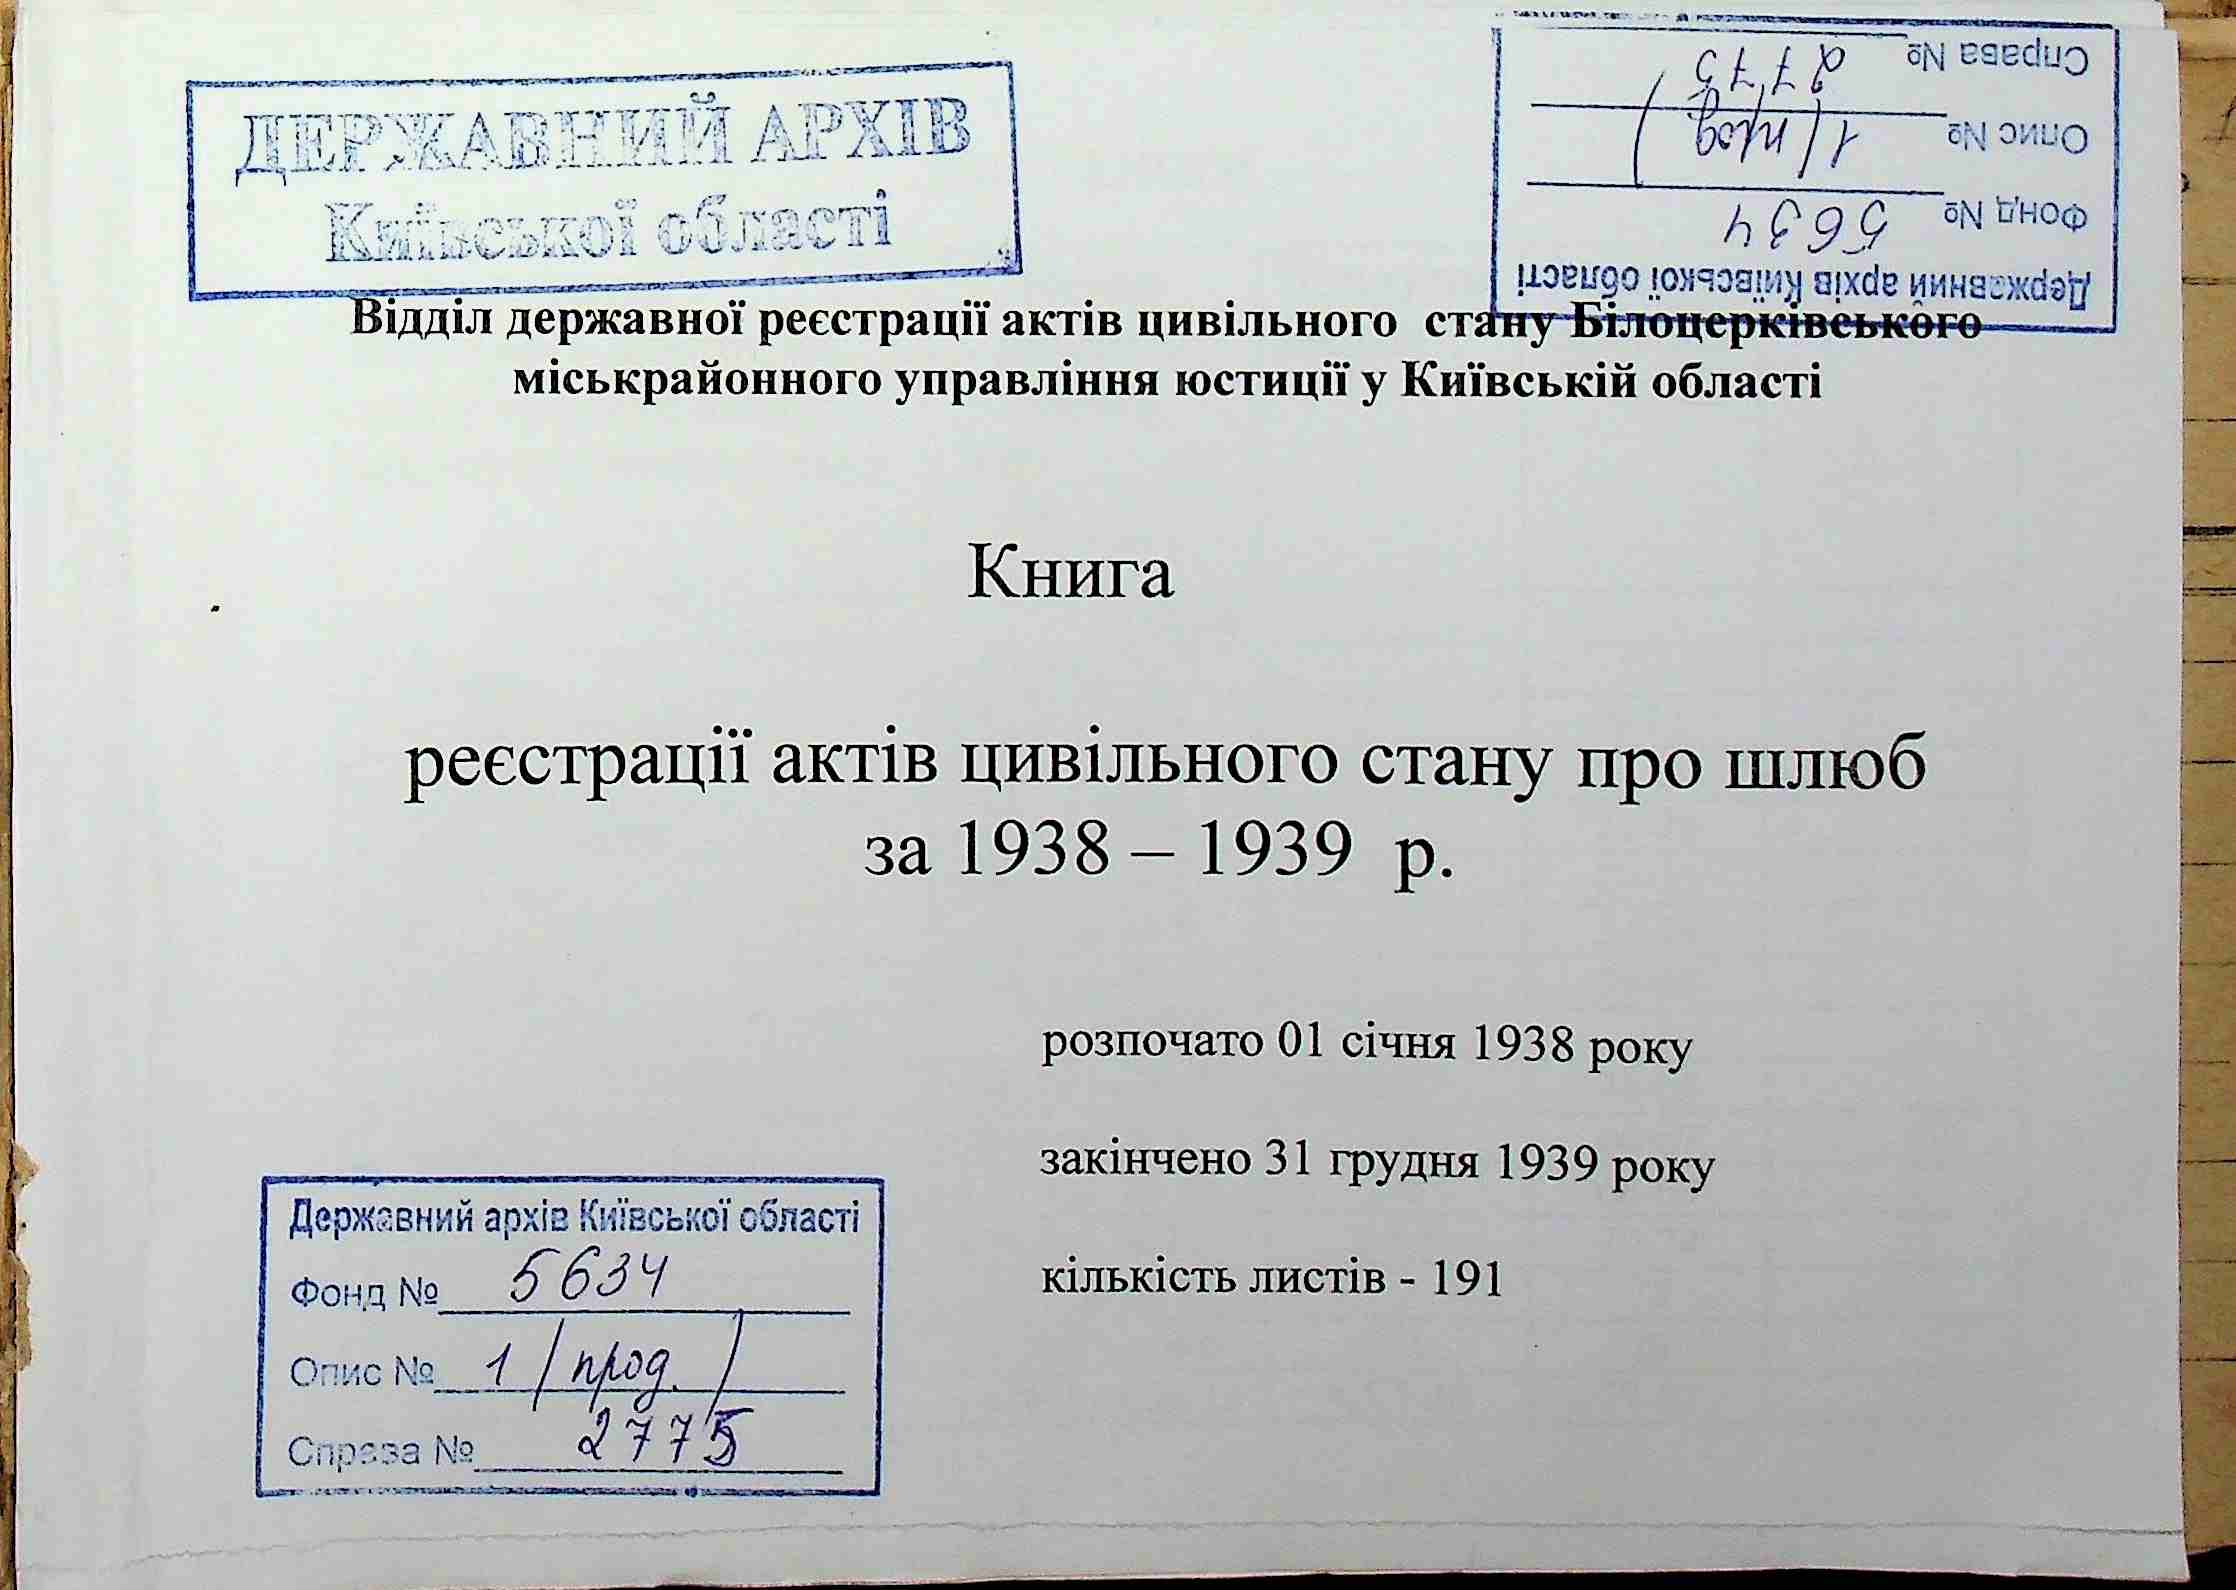 ДЕРЖАВНИЙ АРХІВ
Київської області
Державний архів Київської області
Фонд № 5634
Опис № 1 (прод)
Справа № 2775
Відділ державної реєстрації актів цивільного стану Білоцерківського
міськрайонного управління юстиції у Київській області
Книга
реєстрації актів цивільного стану про шлюб
за 1938 – 1939 р.
розпочато 01 січня 1938 року
закінчено 31 грудня 1939 року
кількість листів - 191
Державний архів Київської області
Фонд № 5634
Опис № 1 (прод.)
Справа № 2775